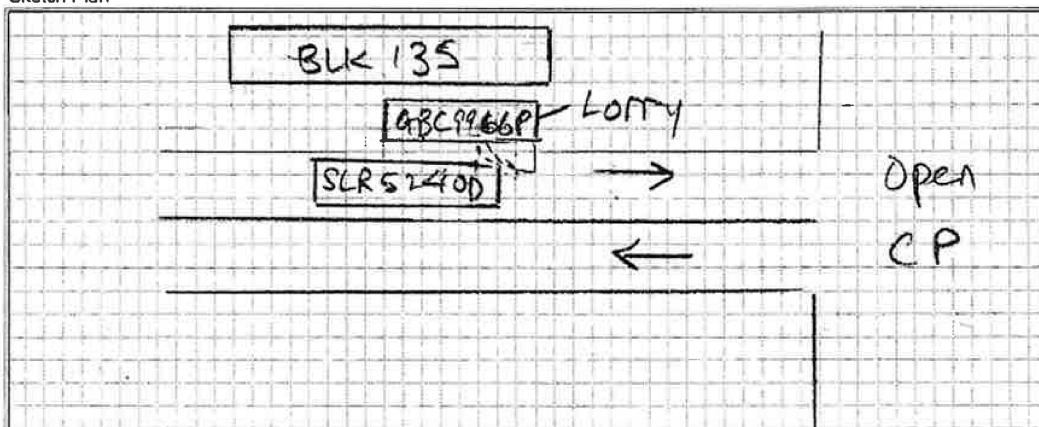 Sketch Plan
BLK 135
GBC9966P Lorry
SLR5240D
Open
CP